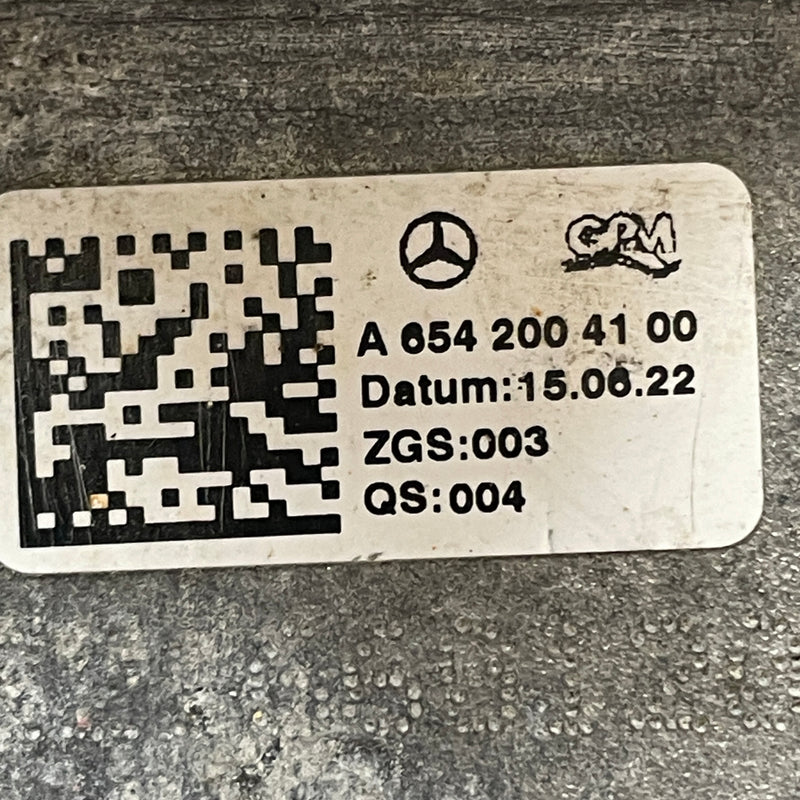 GPM
A 654 200 41 00
Datum:15.06.22
ZGS:003
QS:004